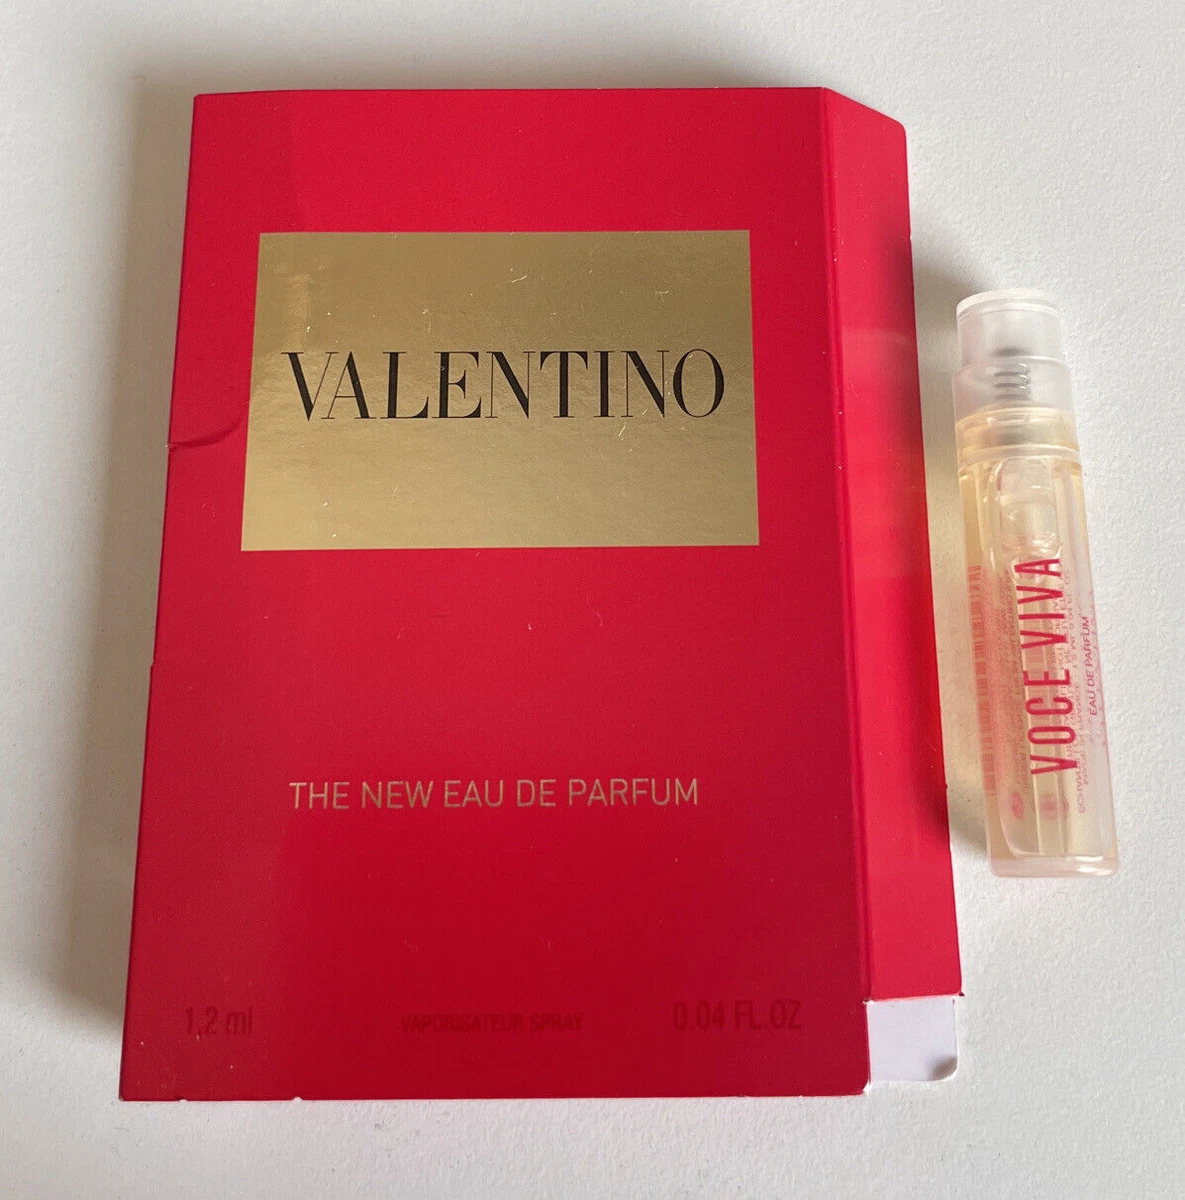 VALENTINO
THE NEW EAU DE PARFUM
1.2 ml VAPORISATEUR SPRAY 0.04 FL.OZ
VOCE VIVA
EAU DE PARFUM